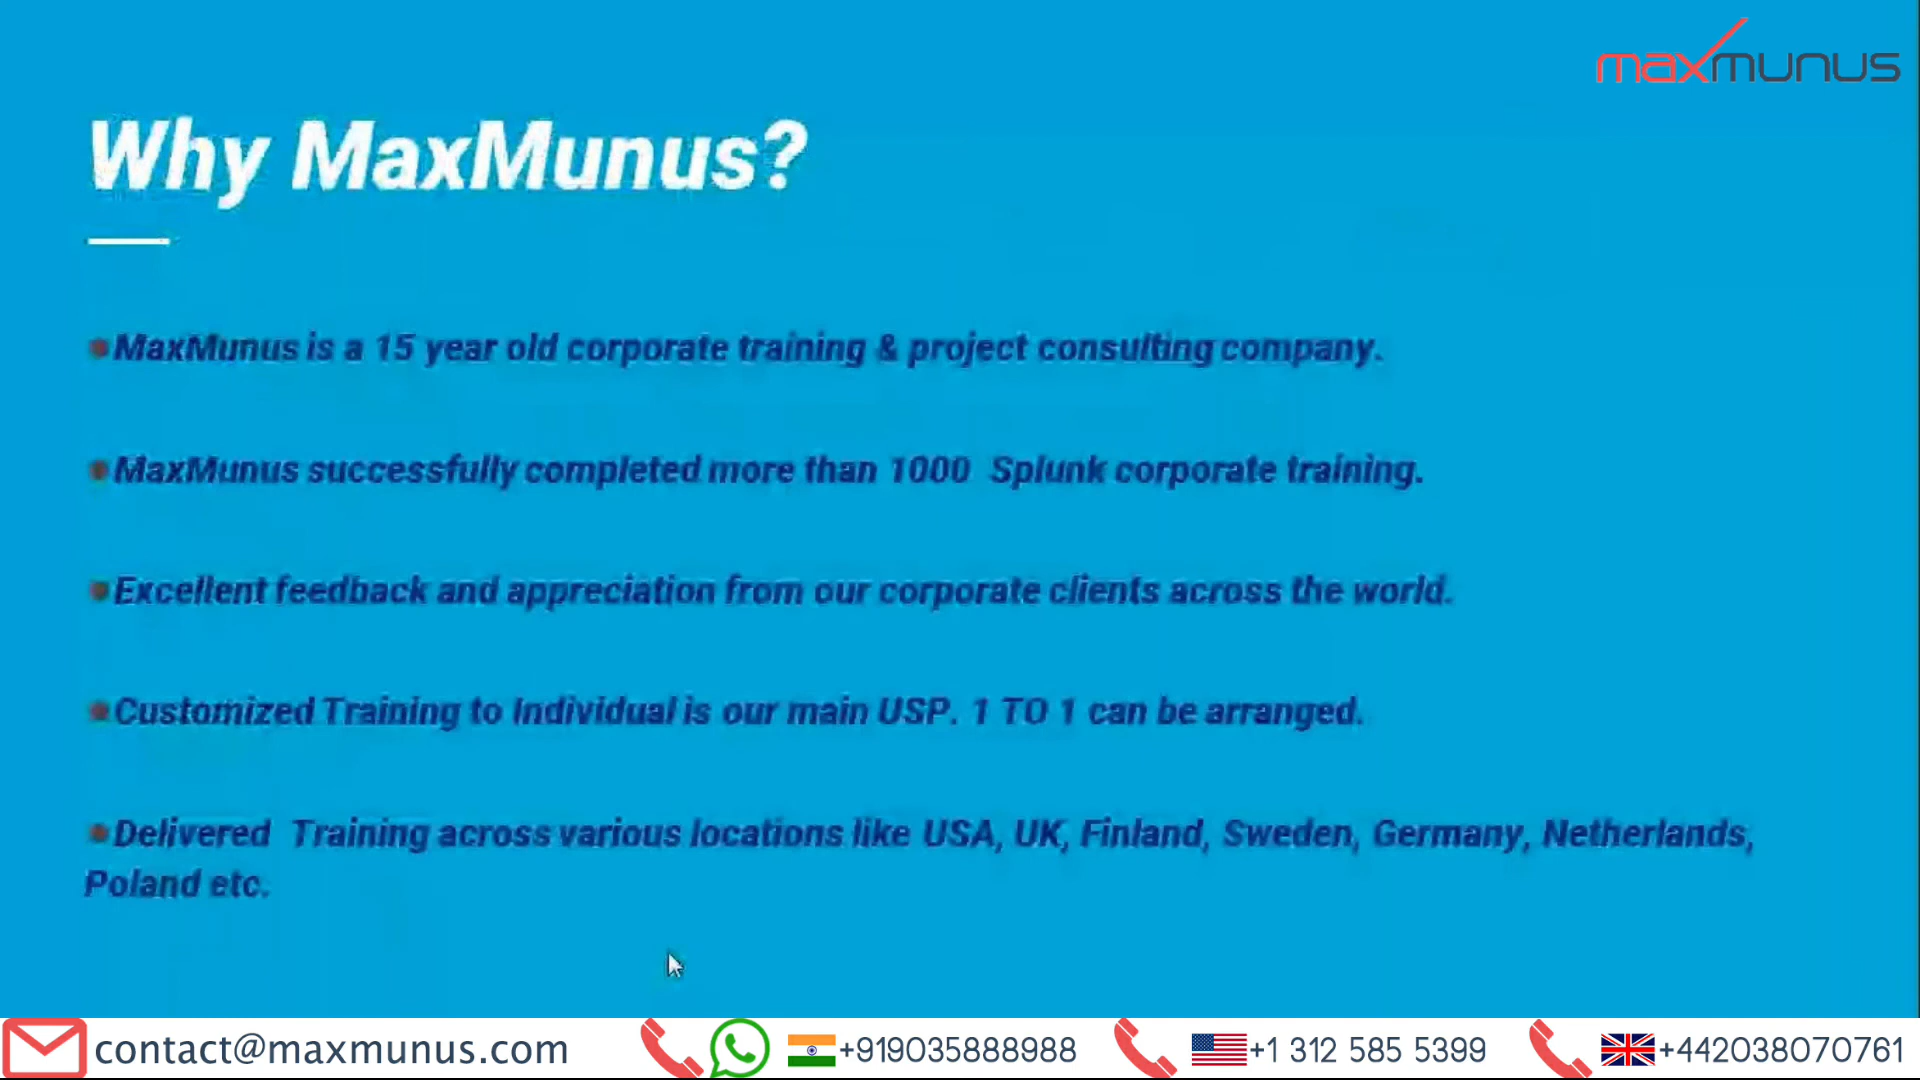 maxmunus
Why MaxMunus?
•MaxMunus is a 15 year old corporate training & project consulting company.
•MaxMunus successfully completed more than 1000 Splunk corporate training.
•Excellent feedback and appreciation from our corporate clients across the world.
•Customized Training to Individual is our main USP. 1 TO 1 can be arranged.
•Delivered Training across various locations like USA, UK, Finland, Sweden, Germany, Netherlands,
Poland etc.
contact@maxmunus.com +919035888988 +1 312 585 5399 +442038070761